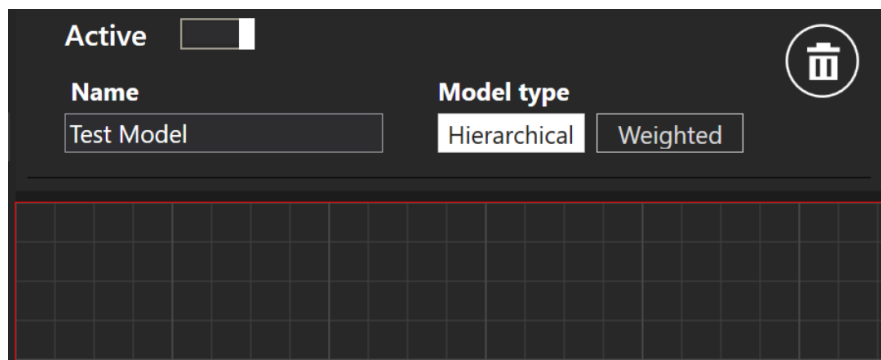 Active
Name
Model type
Test Model
Hierarchical
Weighted